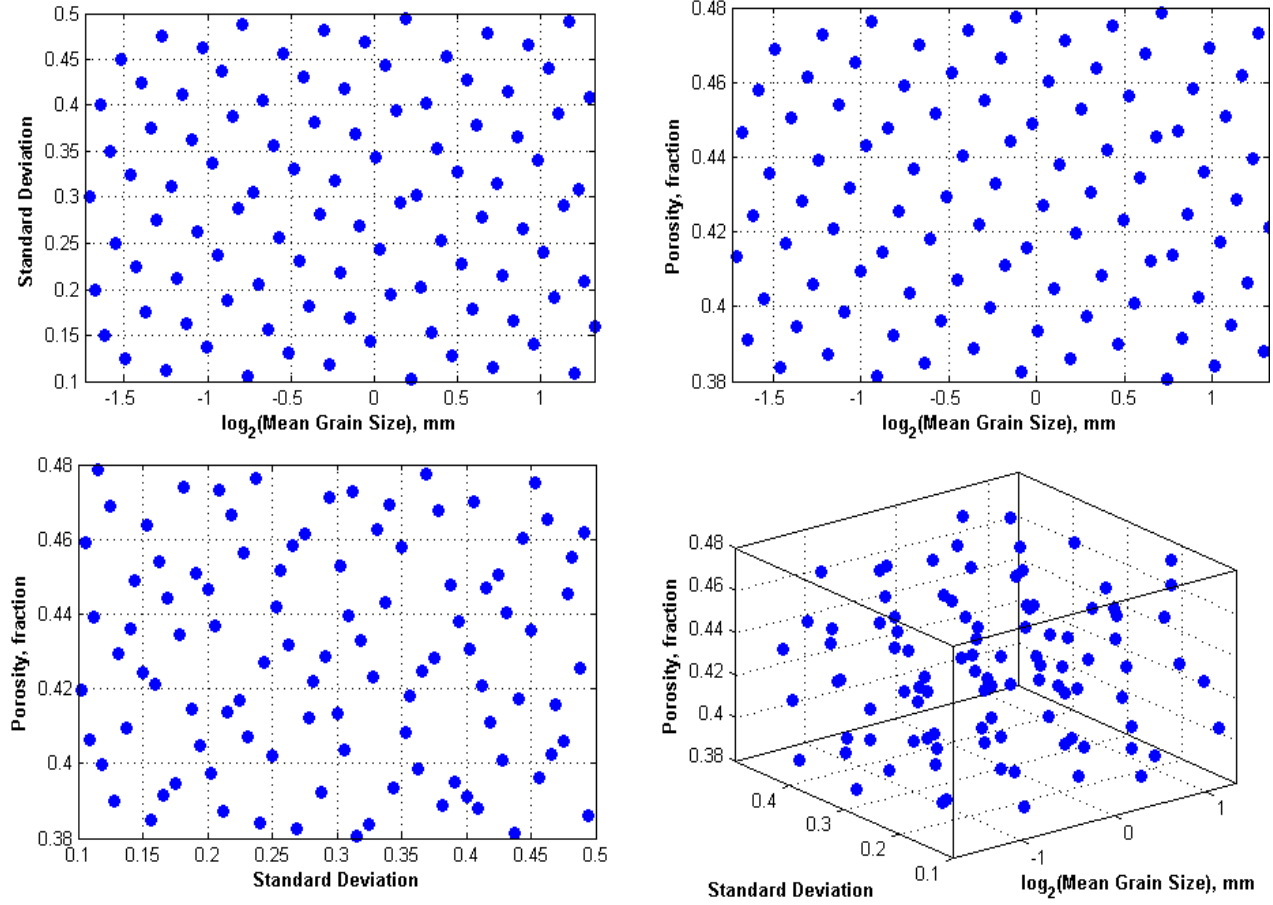 0.5
0.45
0.4
0.35
0.3
0.25
0.2
0.15
0.1
Standard Deviation
-1.5 -1 -0.5 0 0.5 1
log2(Mean Grain Size), mm
0.48
0.46
0.44
0.42
0.4
0.38
Porosity, fraction
-1.5 -1 -0.5 0 0.5 1
log2(Mean Grain Size), mm
0.48
0.46
0.44
0.42
0.4
0.38
Porosity, fraction
0.1 0.15 0.2 0.25 0.3 0.35 0.4 0.45 0.5
Standard Deviation
0.48
0.46
0.44
0.42
0.4
0.38
Porosity, fraction
0.4
0.3
0.2
0.1
Standard Deviation
-1
0
1
log2(Mean Grain Size), mm